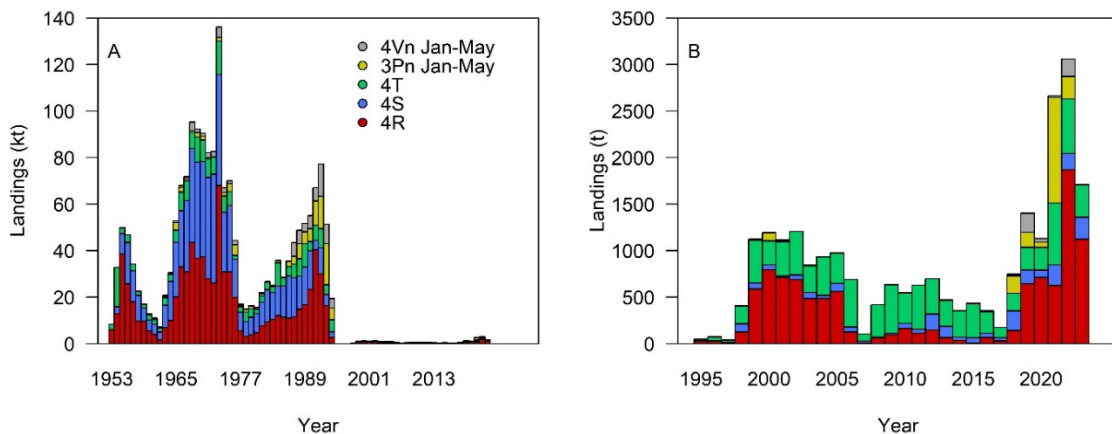 A
Landings (kt)
140
120
100
80
60
40
20
0
4Vn Jan-May
3Pn Jan-May
4T
4S
4R
1953 1965 1977 1989 2001 2013
Year
B
Landings (t)
3500
3000
2500
2000
1500
1000
500
0
1995 2000 2005 2010 2015 2020
Year